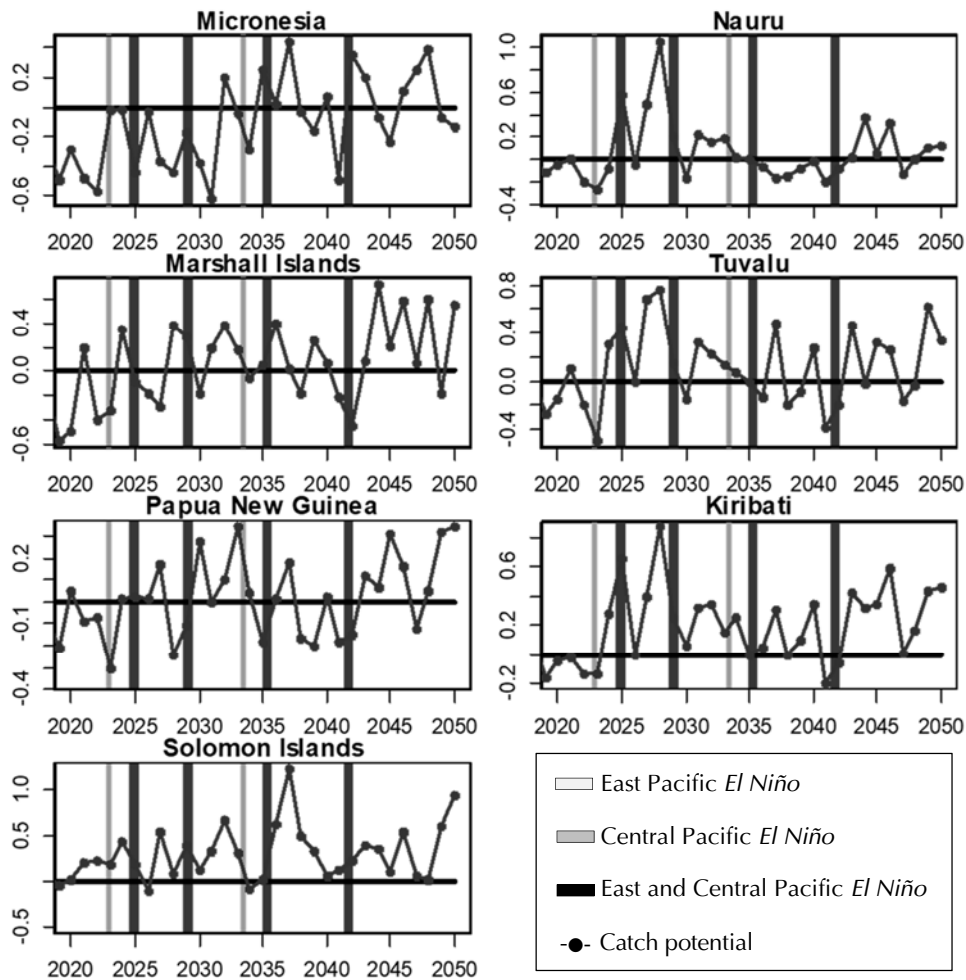 Micronesia
0.2
-0.2
-0.6
2020 2025 2030 2035 2040 2045 2050
Nauru
1.0
0.6
0.2
-0.4
2020 2025 2030 2035 2040 2045 2050
Marshall Islands
0.4
0.0
-0.6
2020 2025 2030 2035 2040 2045 2050
Tuvalu
0.8
0.4
0.0
-0.4
2020 2025 2030 2035 2040 2045 2050
Papua New Guinea
0.2
-0.1
-0.4
2020 2025 2030 2035 2040 2045 2050
Kiribati
0.6
0.2
-0.2
2020 2025 2030 2035 2040 2045 2050
Solomon Islands
1.0
0.5
0.0
-0.5
2020 2025 2030 2035 2040 2045 2050
East Pacific El Niño
Central Pacific El Niño
East and Central Pacific El Niño
Catch potential